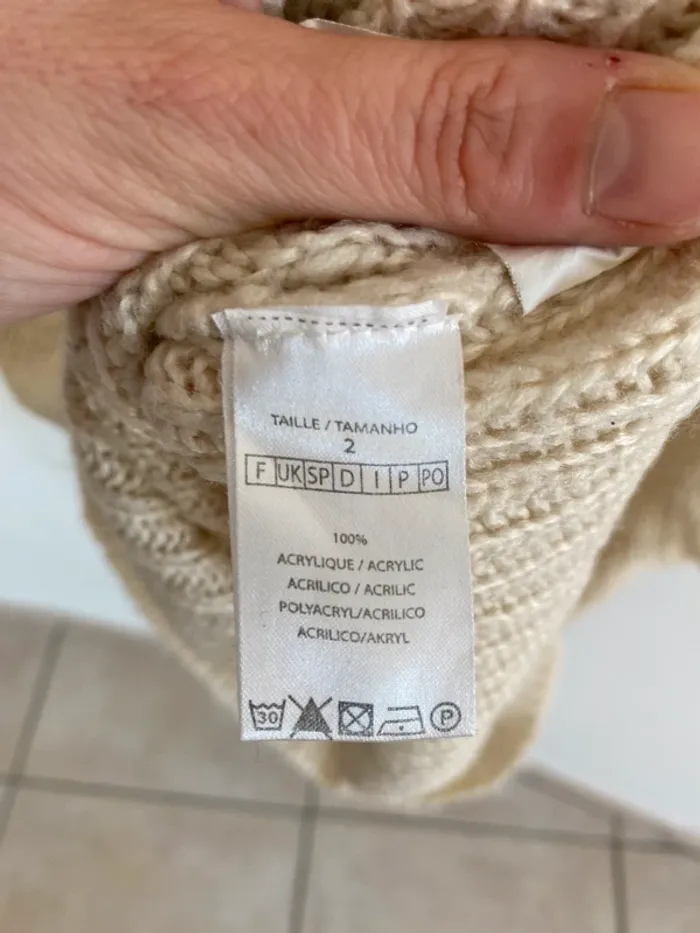 TAILLE / TAMANHO
2
F UK SP D I P PO
100%
ACRYLIQUE / ACRYLIC
ACRILICO / ACRILIC
POLYACRYL/ACRILICO
ACRILICO/AKRYL
30 P